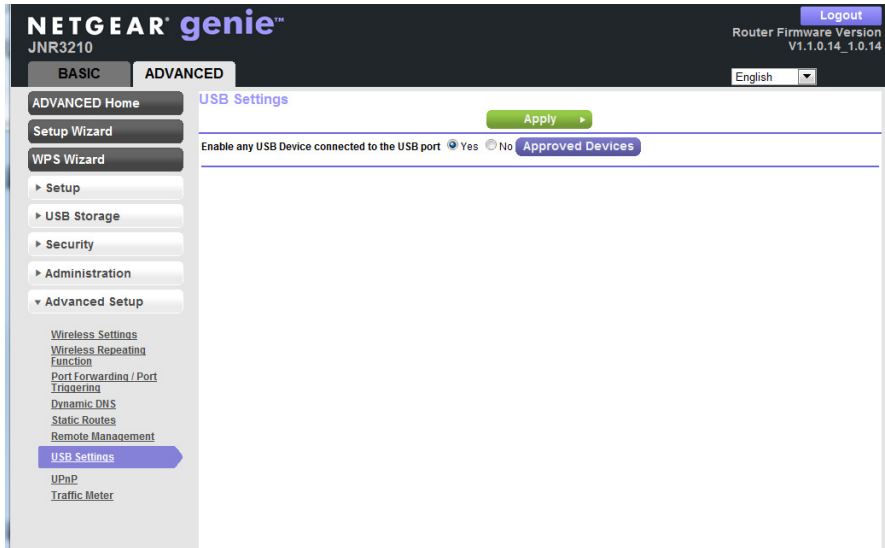 NETGEAR® genie™
JNR3210
Logout
Router Firmware Version
V1.1.0.14_1.0.14
BASIC
ADVANCED
English
ADVANCED Home
Setup Wizard
WPS Wizard
Setup
USB Storage
Security
Administration
Advanced Setup
Wireless Settings
Wireless Repeating
Function
Port Forwarding / Port
Triggering
Dynamic DNS
Static Routes
Remote Management
USB Settings
UPnP
Traffic Meter
USB Settings
Apply
Enable any USB Device connected to the USB port Yes No Approved Devices